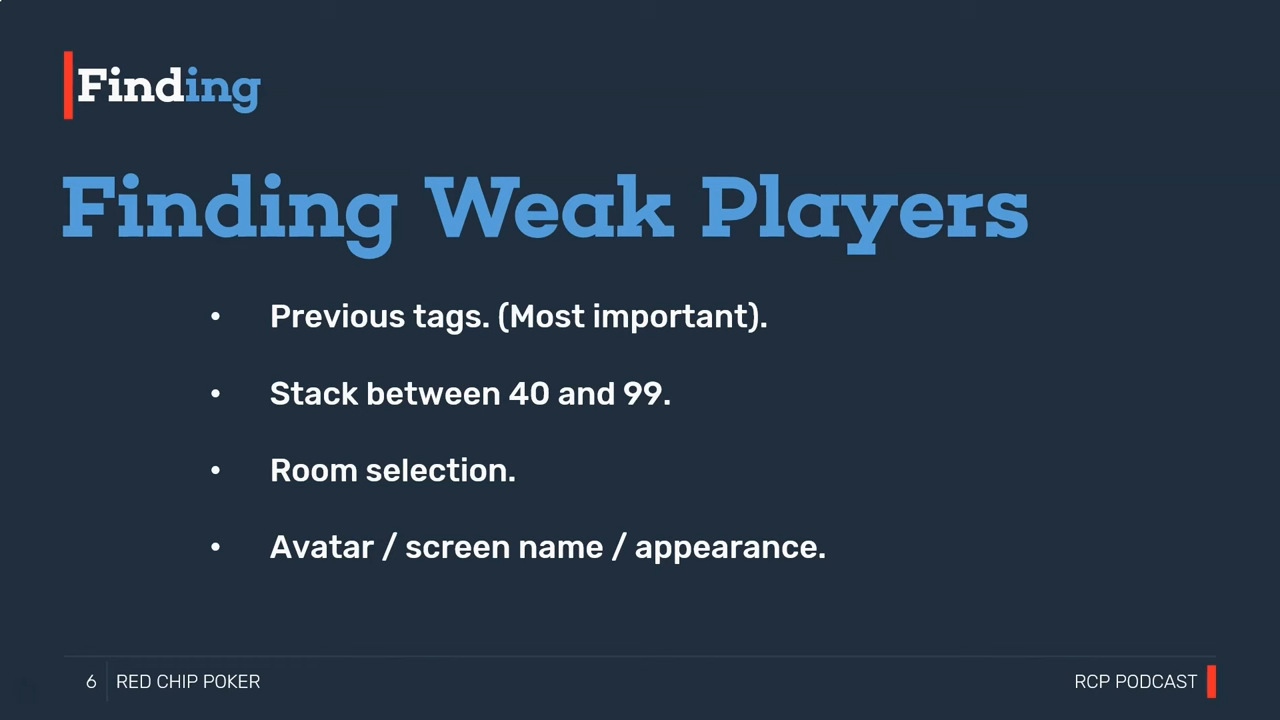 Finding
Finding Weak Players
• Previous tags. (Most important).
• Stack between 40 and 99.
• Room selection.
• Avatar / screen name / appearance.
6 RED CHIP POKER
RCP PODCAST